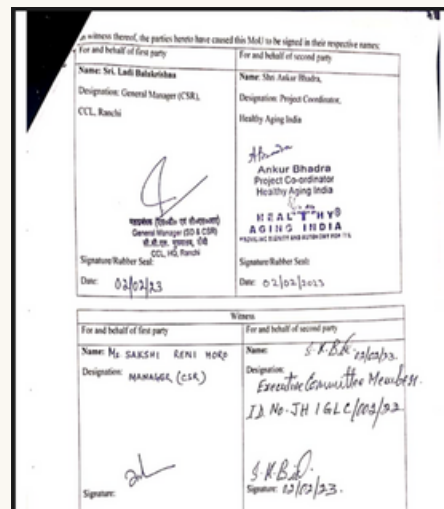 witness thereof, the parties hereto have caused this MoU to be signed in their respective names:
For and behalf of first party
For and behalf of second party
Name: Sri. Ladi Balakrishna
Name: Shri Ankur Bhadra,
Designation: General Manager (CSR),
Designation: Project Coordinator,
CCL, Ranchi
Healthy Aging India
Ankur Bhadra
Project Co-ordinator
Healthy Aging India
HEALTHY®
AGING INDIA
General Manager (SD & CSR)
CCL, HQ, Ranchi
Signature/Rubber Seal:
Signature/Rubber Seal:
Date: 02/02/23
Date: 02/02/2023
Witness
For and behalf of first party
For and behalf of second party
Name: Ms SAKSHI RENI HORO
Name: 02/02/23.
Designation: MANAGER (CSR)
Designation:
Executive Committee Member.
ID No-JH
Signature:
Signature: 02/02/23.